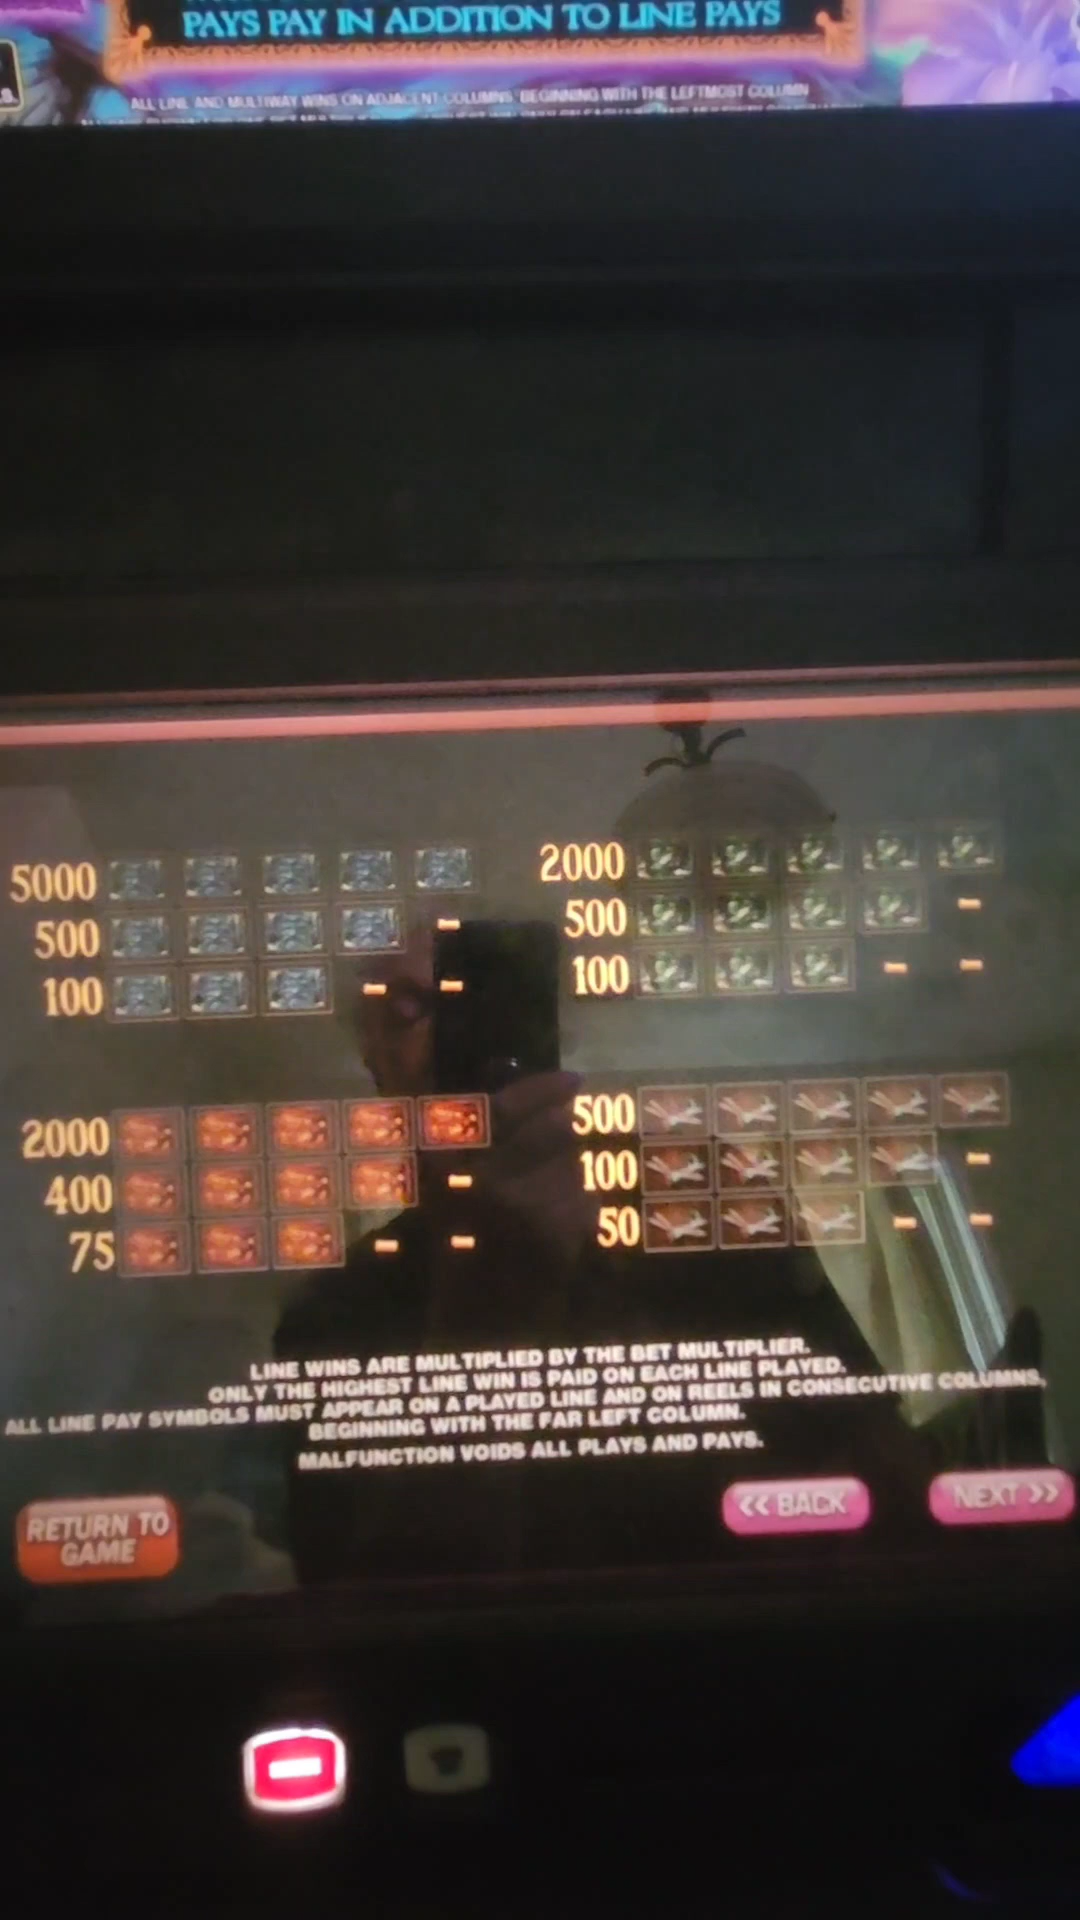 PAYS PAY IN ADDITION TO LINE PAYS
ALL LINE AND MULTIWAY WINS ON ADJACENT COLUMNS, BEGINNING WITH THE LEFTMOST COLUMN
5000
500 -
100 - -
2000
500 -
100 - -
2000
400 -
75 - -
500
100 -
50 - -
LINE WINS ARE MULTIPLIED BY THE BET MULTIPLIER.
ONLY THE HIGHEST LINE WIN IS PAID ON EACH LINE PLAYED.
ALL LINE PAY SYMBOLS MUST APPEAR ON A PLAYED LINE AND ON REELS IN CONSECUTIVE COLUMNS,
BEGINNING WITH THE FAR LEFT COLUMN.
MALFUNCTION VOIDS ALL PLAYS AND PAYS.
RETURN TO
GAME
<< BACK
NEXT >>